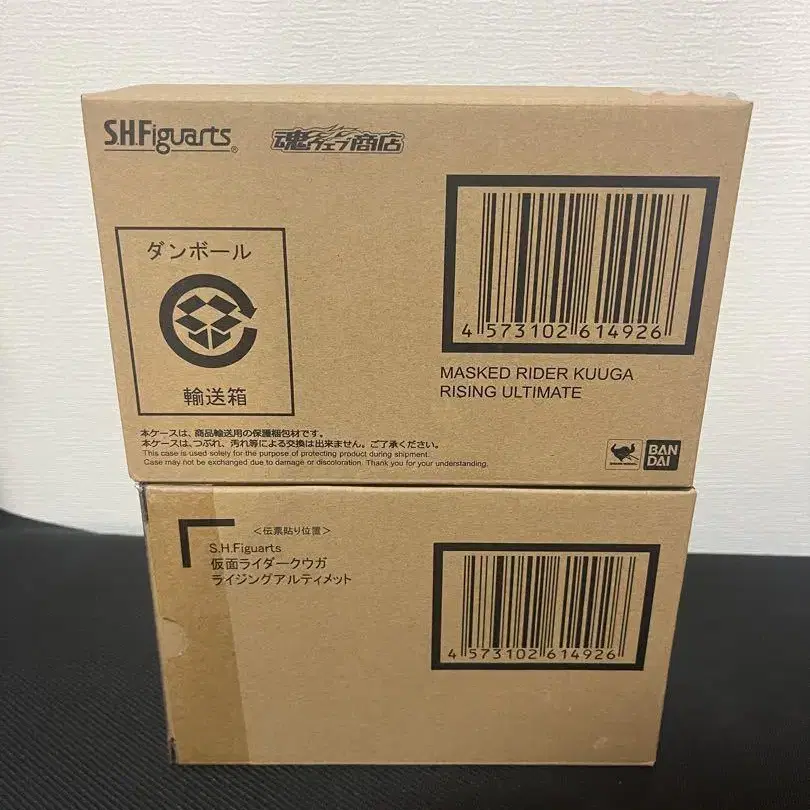 S.H.Figuarts
魂ウェブ商店
ダンボール
輸送箱
4 573102 614926
MASKED RIDER KUUGA
RISING ULTIMATE
本ケースは、商品輸送用の保護梱包材です。
本ケースは、つぶれ、汚れ等による交換は出来ません。ご了承ください。
This case is used solely for the purpose of protecting product during shipment.
Case may not be exchanged due to damage or discoloration. Thank you for your understanding.
BAN
DAI
<伝票貼り位置>
S.H.Figuarts
仮面ライダークウガ
ライジングアルティメット
4 573102 614926